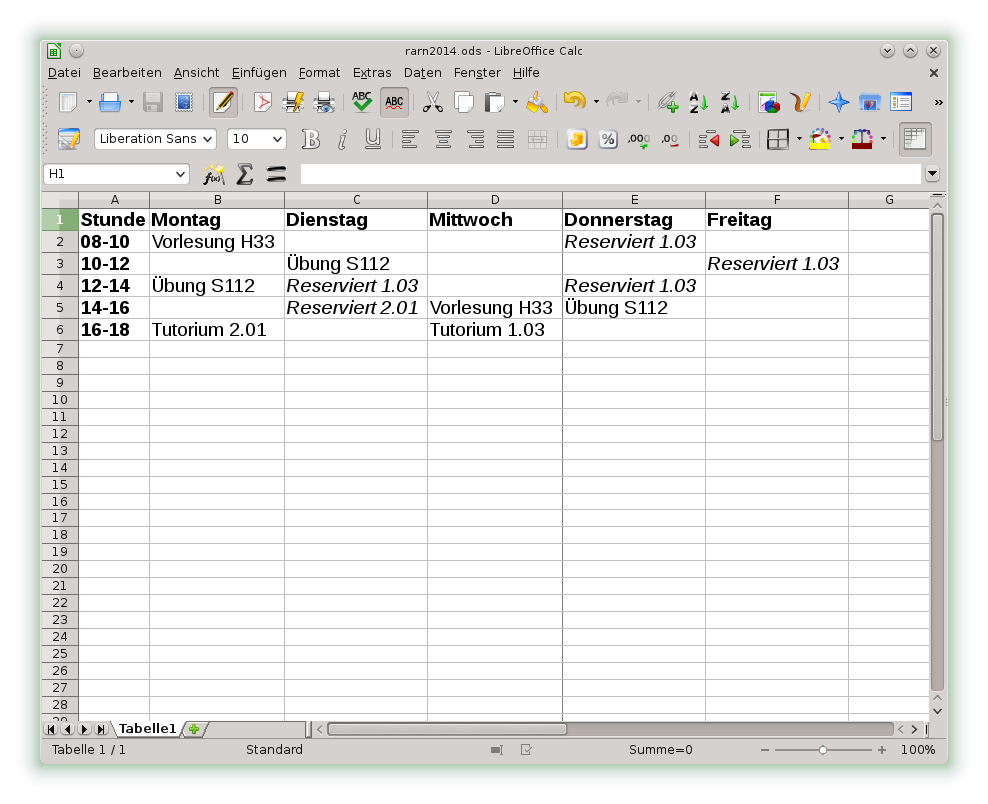 rarn2014.ods - LibreOffice Calc
Datei Bearbeiten Ansicht Einfügen Format Extras Daten Fenster Hilfe
ABC ABC A Z Z A »
Liberation Sans 10 B i U % ,000 ,00
H1 f(x) Σ =
A B C D E F G
1 Stunde Montag Dienstag Mittwoch Donnerstag Freitag
2 08-10 Vorlesung H33 Reserviert 1.03
3 10-12 Übung S112 Reserviert 1.03
4 12-14 Übung S112 Reserviert 1.03 Reserviert 1.03
5 14-16 Reserviert 2.01 Vorlesung H33 Übung S112
6 16-18 Tutorium 2.01 Tutorium 1.03
7
8
9
10
11
12
13
14
15
16
17
18
19
20
21
22
23
24
25
26
27
28
29
Tabelle1
Tabelle 1 / 1 Standard Summe=0 100%